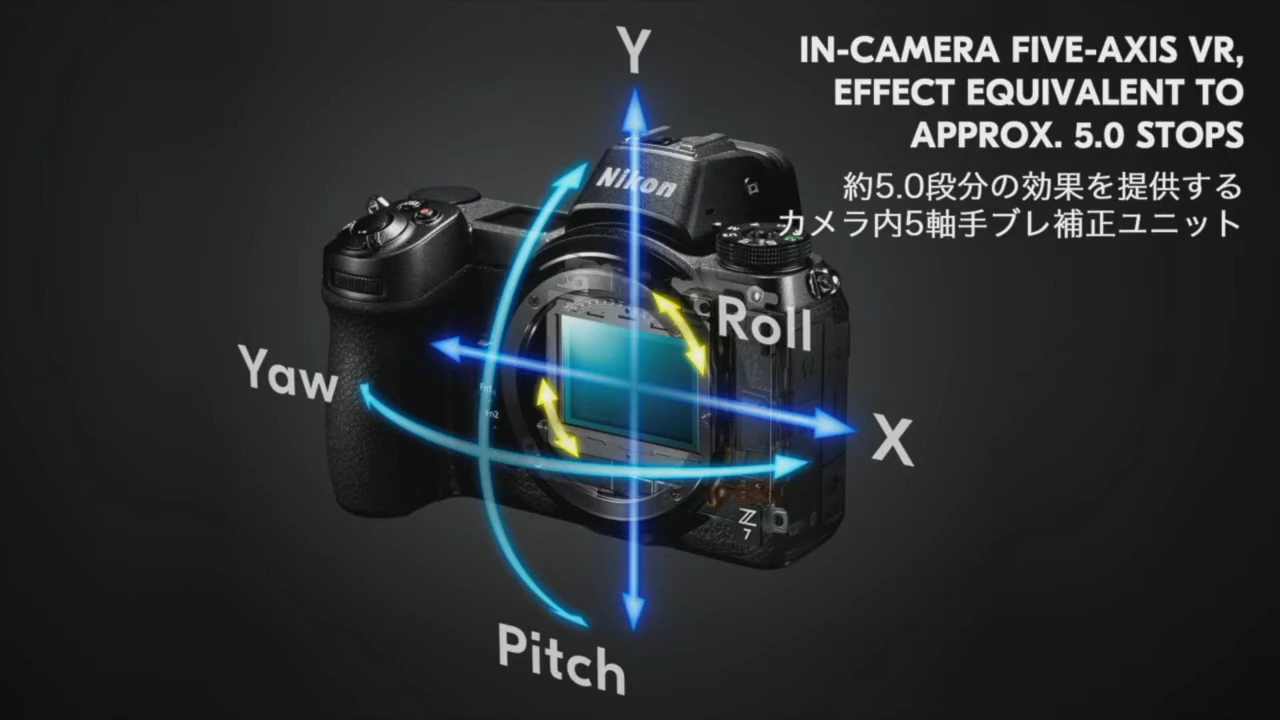 Y
IN-CAMERA FIVE-AXIS VR,
EFFECT EQUIVALENT TO
APPROX. 5.0 STOPS
約5.0段分の効果を提供する
カメラ内5軸手ブレ補正ユニット
Nikon
Roll
Yaw
Fn1
Fn2
X
Z
7
Pitch